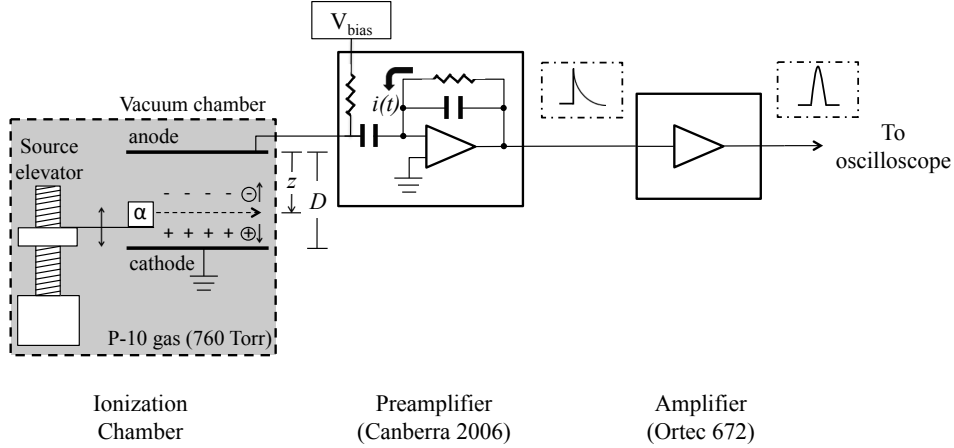 V_bias
Vacuum chamber
Source
elevator
anode
i(t)
z
D
- - - - -
α
+ + + + +
cathode
P-10 gas (760 Torr)
To
oscilloscope
Ionization
Chamber
Preamplifier
(Canberra 2006)
Amplifier
(Ortec 672)